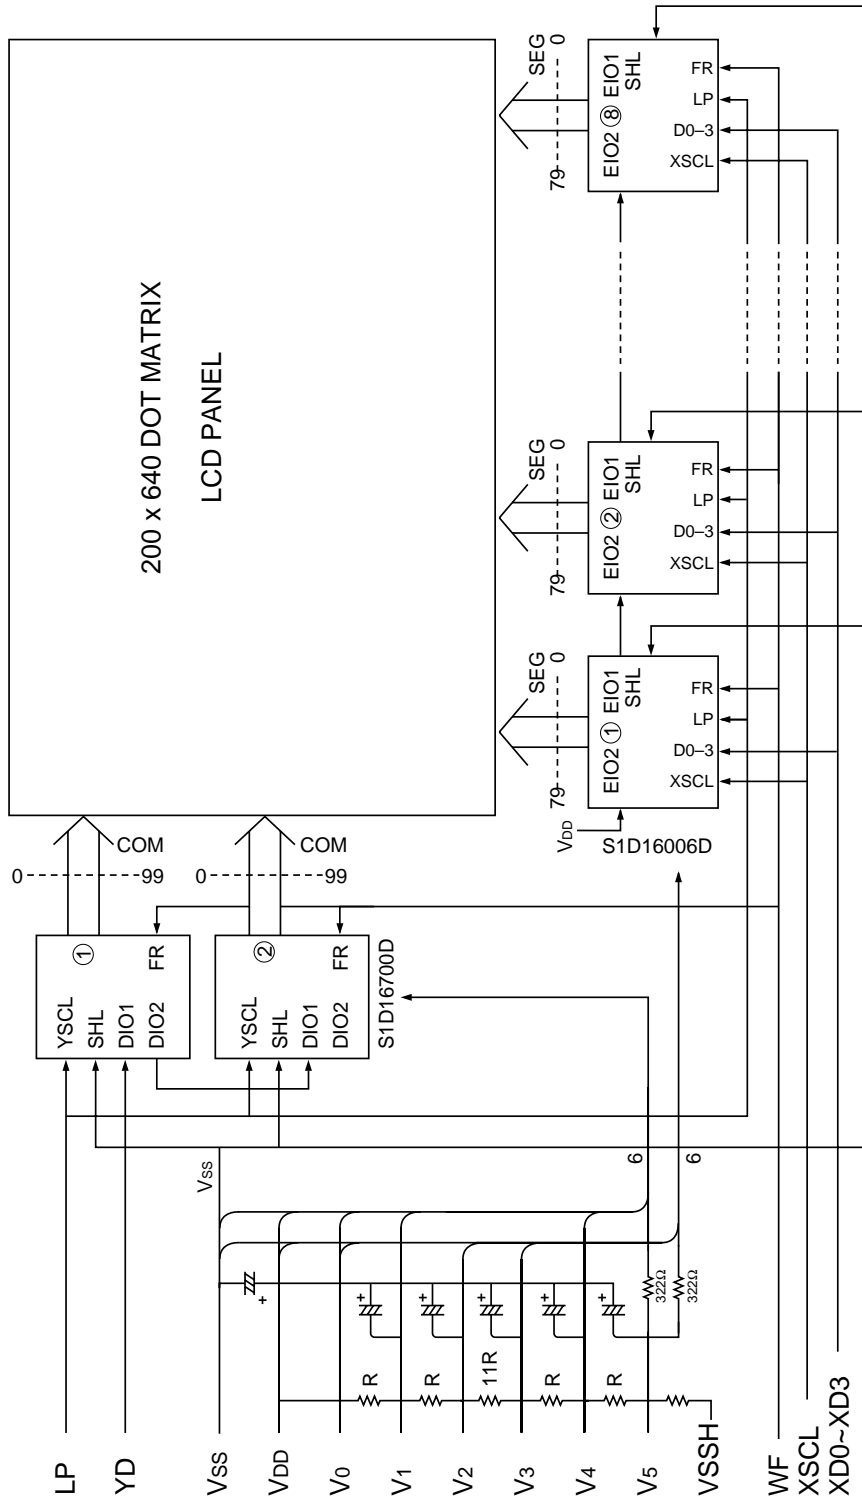 200 x 640 DOT MATRIX
LCD PANEL
0
99
COM
0
99
COM
①
YSCL
SHL
DIO1
DIO2
FR
②
YSCL
SHL
DIO1
DIO2
FR
S1D16700D
79
0
SEG
79
0
SEG
79
0
SEG
EIO2 ① EIO1
SHL
XSCL
D0–3
LP
FR
EIO2 ② EIO1
SHL
XSCL
D0–3
LP
FR
EIO2 ⑧ EIO1
SHL
XSCL
D0–3
LP
FR
VDD
S1D16006D
VSS
6
6
+
+
+
+
+
+
322Ω
322Ω
R
R
11R
R
R
LP
YD
VSS
VDD
V0
V1
V2
V3
V4
V5
VSSH
WF
XSCL
XD0~XD3